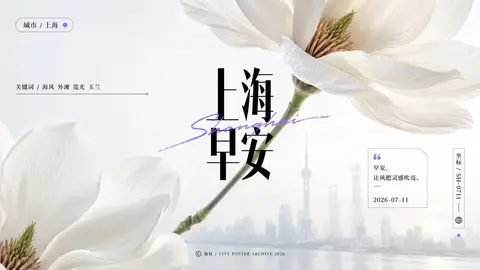 城市 / 上海
关键词 / 海风 外滩 霓光 玉兰
上海
Shanghai
早安
早安，
让风把灵感吹亮。
2026-07-11
坐标 / SH-0711
CITY POSTER ARCHIVE 2026